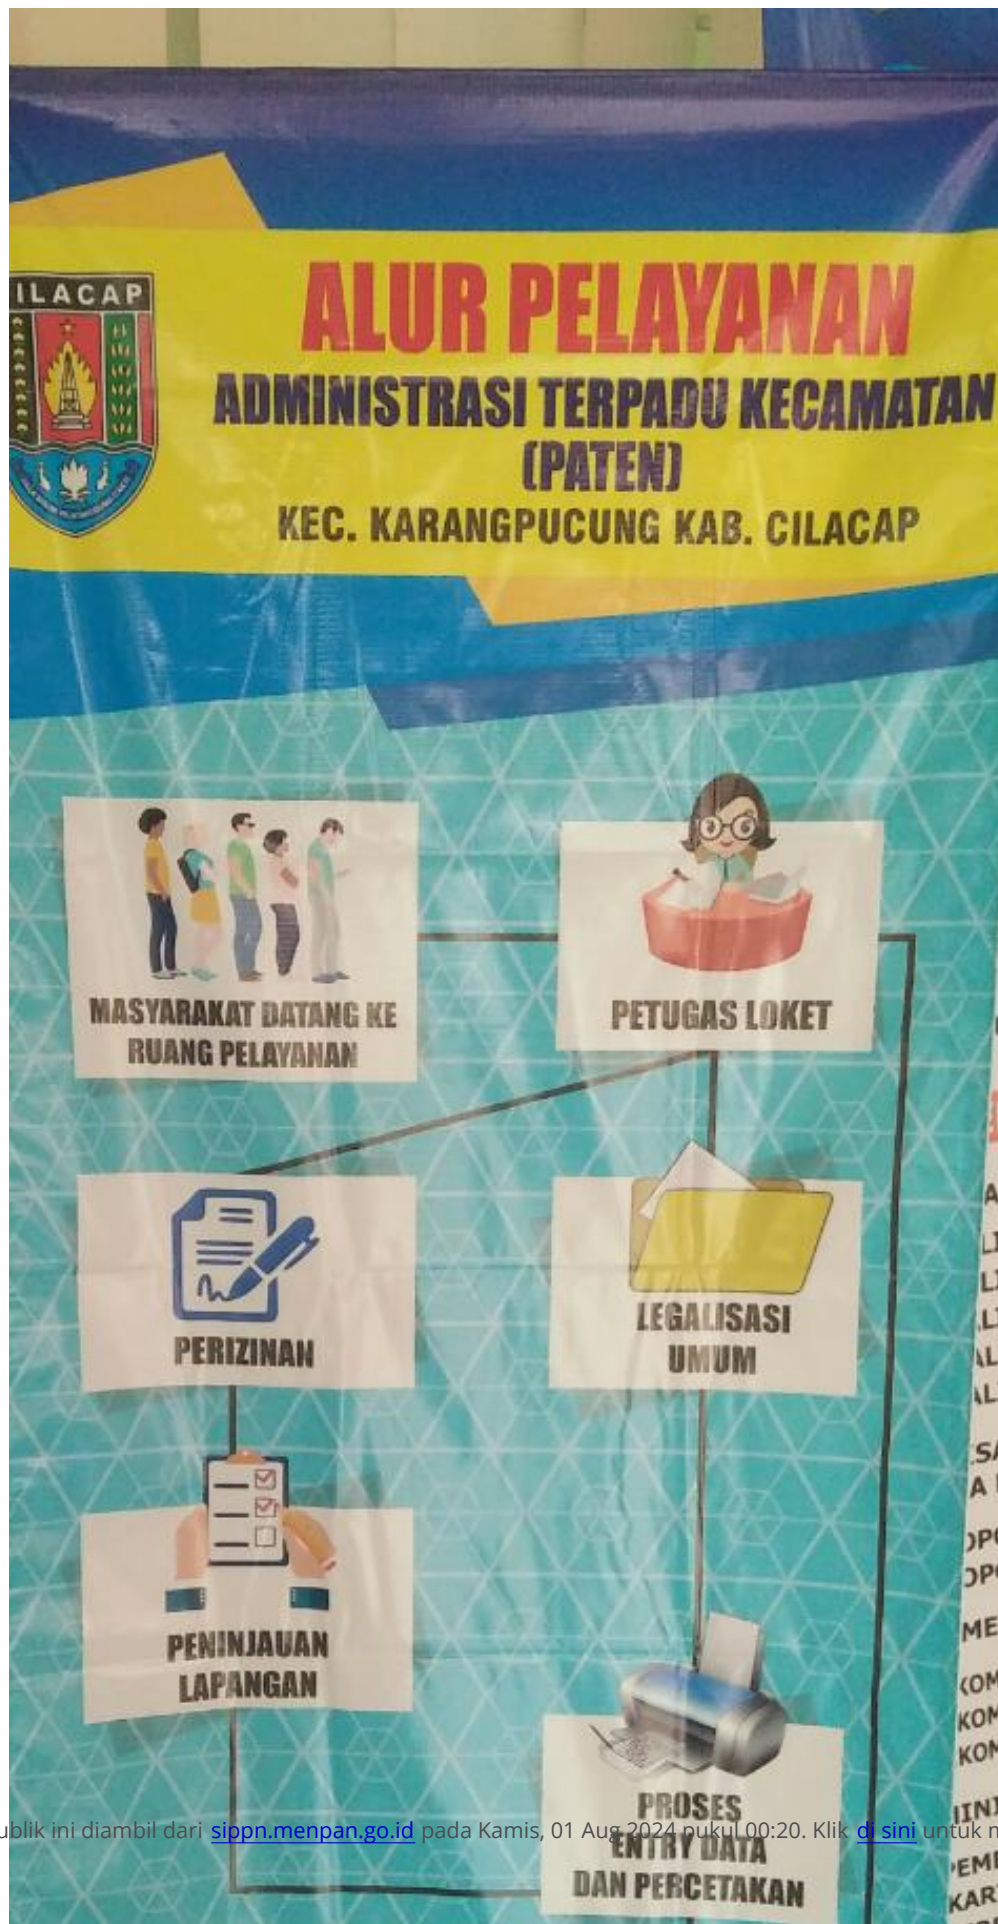 ILACAP
ALUR PELAYANAN
ADMINISTRASI TERPADU KECAMATAN
(PATEN)
KEC. KARANGPUCUNG KAB. CILACAP
MASYARAKAT DATANG KE
RUANG PELAYANAN
PETUGAS LOKET
PERIZINAN
LEGALISASI
UMUM
PENINJAUAN
LAPANGAN
PROSES
ENTRY DATA
DAN PERCETAKAN
ublik ini diambil dari sippn.menpan.go.id pada Kamis, 01 Aug 2024 pukul 00:20. Klik di sini untuk